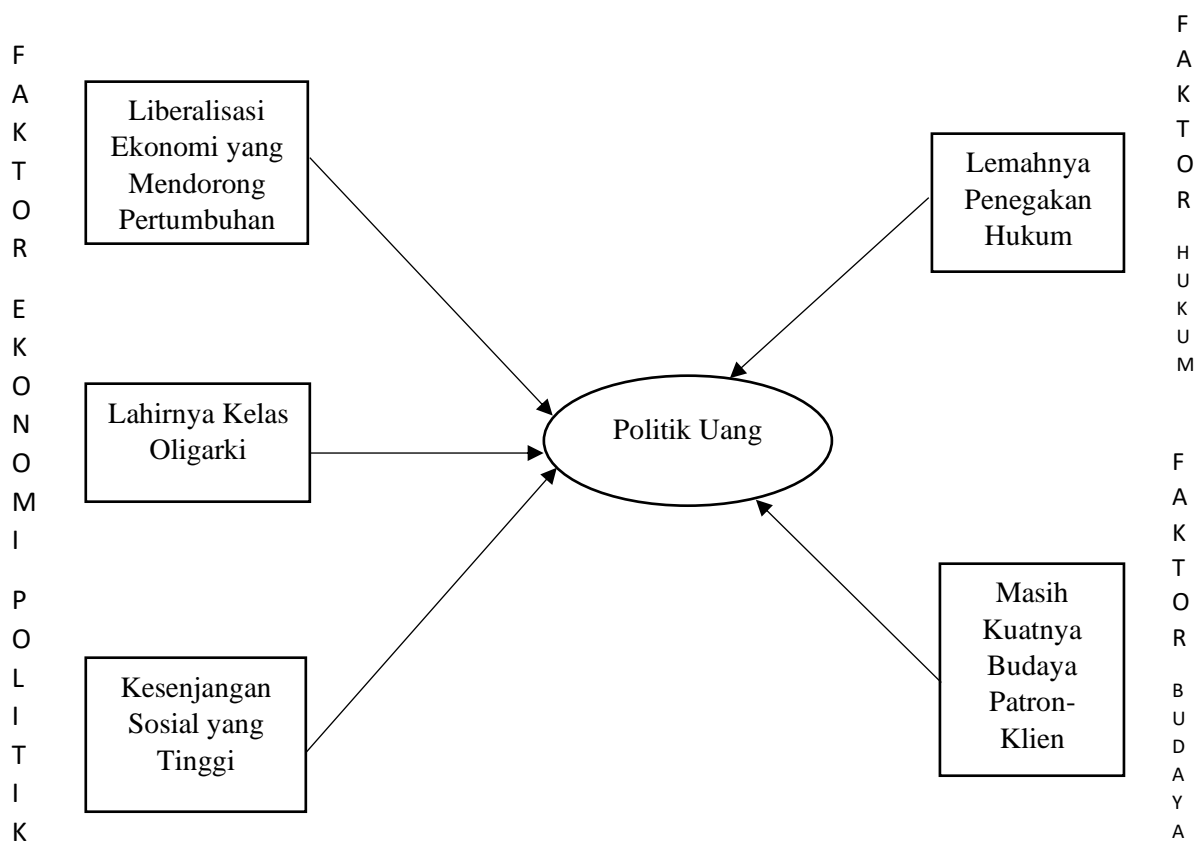 FAKTOR EKONOMI POLITIK
Liberalisasi
Ekonomi yang
Mendorong
Pertumbuhan
Lahirnya Kelas
Oligarki
Kesenjangan
Sosial yang
Tinggi
Politik Uang
Lemahnya
Penegakan
Hukum
Masih
Kuatnya
Budaya
Patron-
Klien
FAKTOR HUKUM
FAKTOR BUDAYA